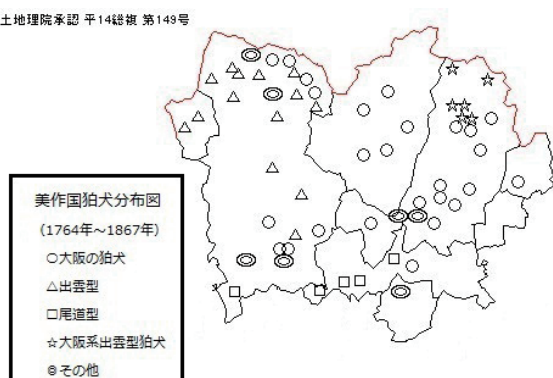 土地理院承認 平14総複 第149号
美作国狛犬分布図
(1764年～1867年)
○大阪の狛犬
△出雲型
□尾道型
☆大阪系出雲型狛犬
◎その他